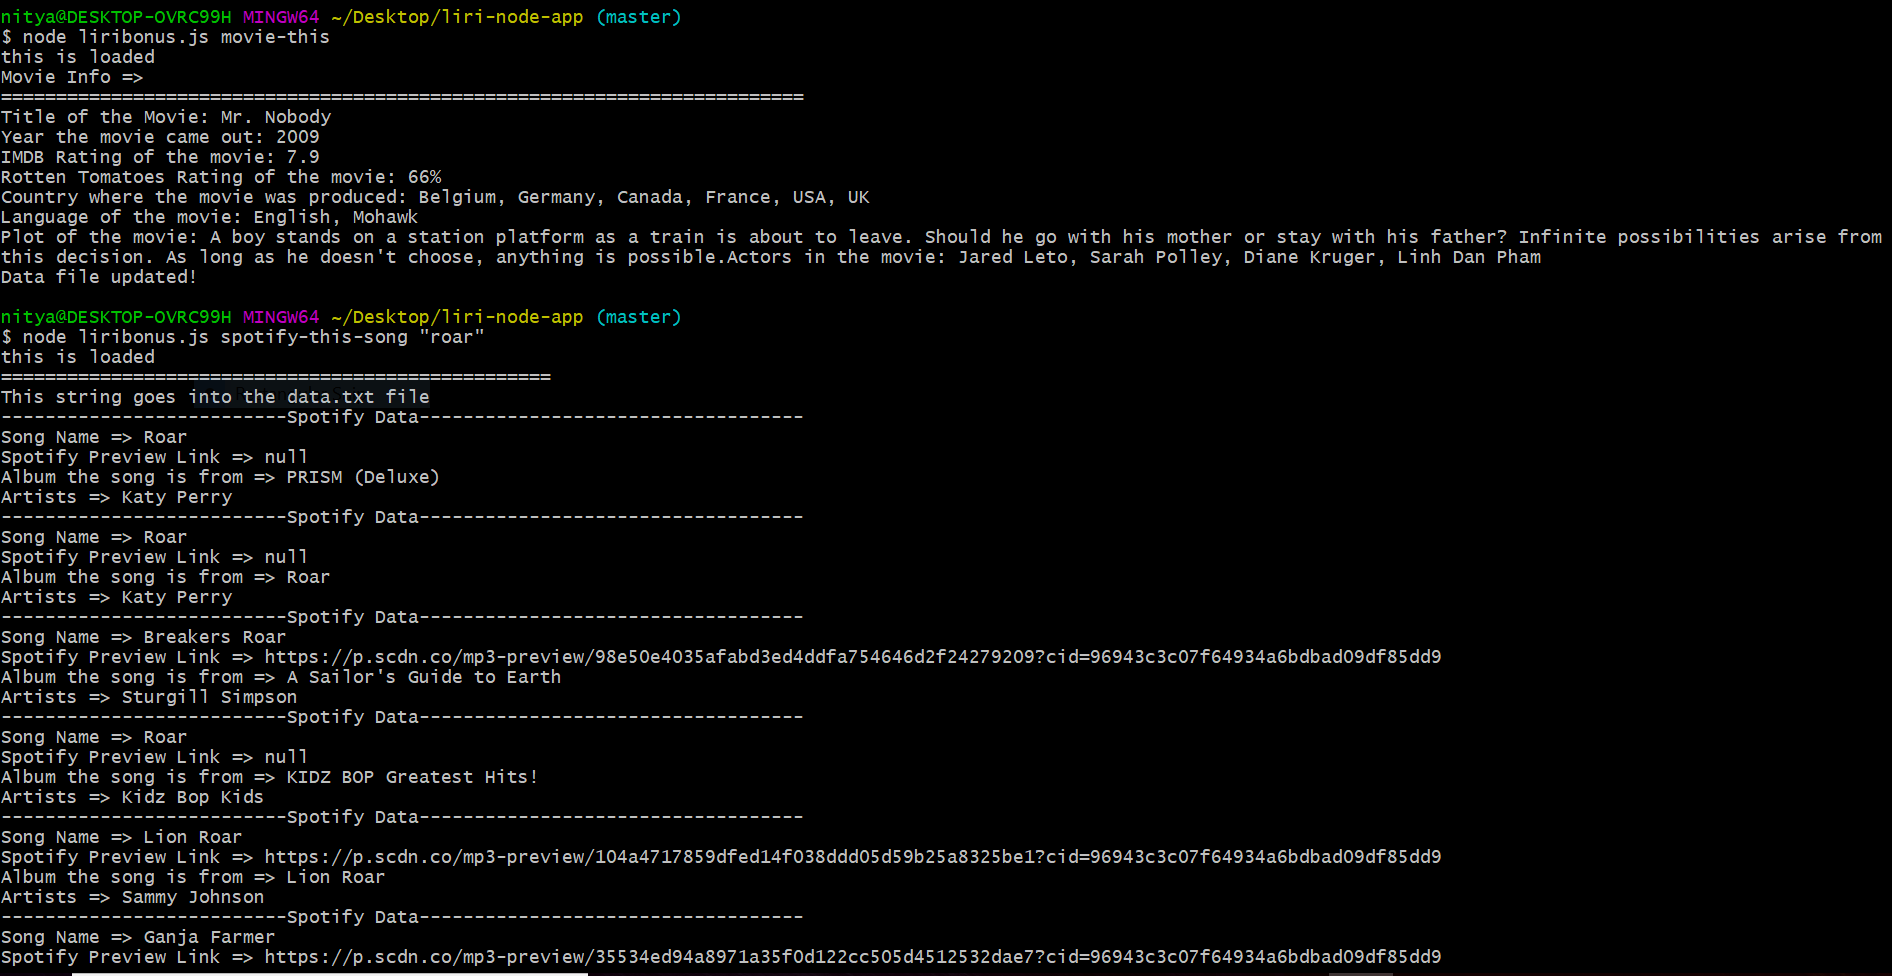 nitya@DESKTOP-OVRC99H MINGW64 ~/Desktop/liri-node-app (master)
$ node liribonus.js movie-this
this is loaded
Movie Info =>
=========================================================================
Title of the Movie: Mr. Nobody
Year the movie came out: 2009
IMDB Rating of the movie: 7.9
Rotten Tomatoes Rating of the movie: 66%
Country where the movie was produced: Belgium, Germany, Canada, France, USA, UK
Language of the movie: English, Mohawk
Plot of the movie: A boy stands on a station platform as a train is about to leave. Should he go with his mother or stay with his father? Infinite possibilities arise from
this decision. As long as he doesn't choose, anything is possible.Actors in the movie: Jared Leto, Sarah Polley, Diane Kruger, Linh Dan Pham
Data file updated!

nitya@DESKTOP-OVRC99H MINGW64 ~/Desktop/liri-node-app (master)
$ node liribonus.js spotify-this-song "roar"
this is loaded
==================================================
This string goes into the data.txt file
--------------------------Spotify Data-----------------------------------
Song Name => Roar
Spotify Preview Link => null
Album the song is from => PRISM (Deluxe)
Artists => Katy Perry
--------------------------Spotify Data-----------------------------------
Song Name => Roar
Spotify Preview Link => null
Album the song is from => Roar
Artists => Katy Perry
--------------------------Spotify Data-----------------------------------
Song Name => Breakers Roar
Spotify Preview Link => https://p.scdn.co/mp3-preview/98e50e4035afabd3ed4ddfa754646d2f24279209?cid=96943c3c07f64934a6bdbad09df85dd9
Album the song is from => A Sailor's Guide to Earth
Artists => Sturgill Simpson
--------------------------Spotify Data-----------------------------------
Song Name => Roar
Spotify Preview Link => null
Album the song is from => KIDZ BOP Greatest Hits!
Artists => Kidz Bop Kids
--------------------------Spotify Data-----------------------------------
Song Name => Lion Roar
Spotify Preview Link => https://p.scdn.co/mp3-preview/104a4717859dfed14f038ddd05d59b25a8325be1?cid=96943c3c07f64934a6bdbad09df85dd9
Album the song is from => Lion Roar
Artists => Sammy Johnson
--------------------------Spotify Data-----------------------------------
Song Name => Ganja Farmer
Spotify Preview Link => https://p.scdn.co/mp3-preview/35534ed94a8971a35f0d122cc505d4512532dae7?cid=96943c3c07f64934a6bdbad09df85dd9